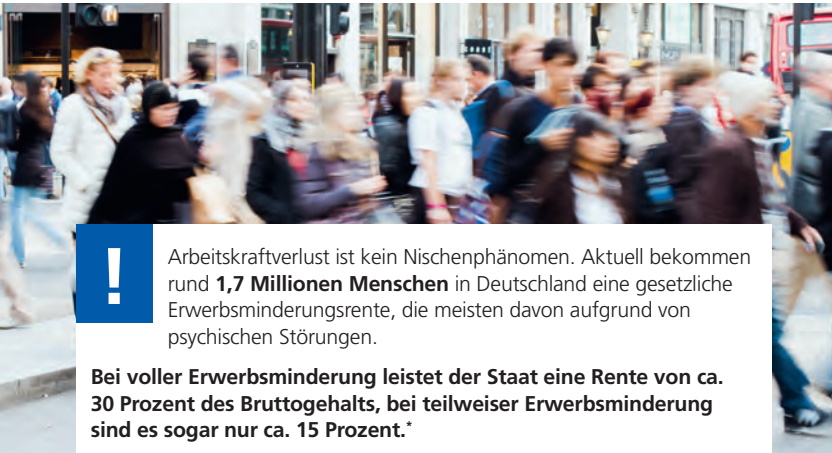 !
Arbeitskraftverlust ist kein Nischenphänomen. Aktuell bekommen
rund 1,7 Millionen Menschen in Deutschland eine gesetzliche
Erwerbsminderungsrente, die meisten davon aufgrund von
psychischen Störungen.
Bei voller Erwerbsminderung leistet der Staat eine Rente von ca.
30 Prozent des Bruttogehalts, bei teilweiser Erwerbsminderung
sind es sogar nur ca. 15 Prozent.*